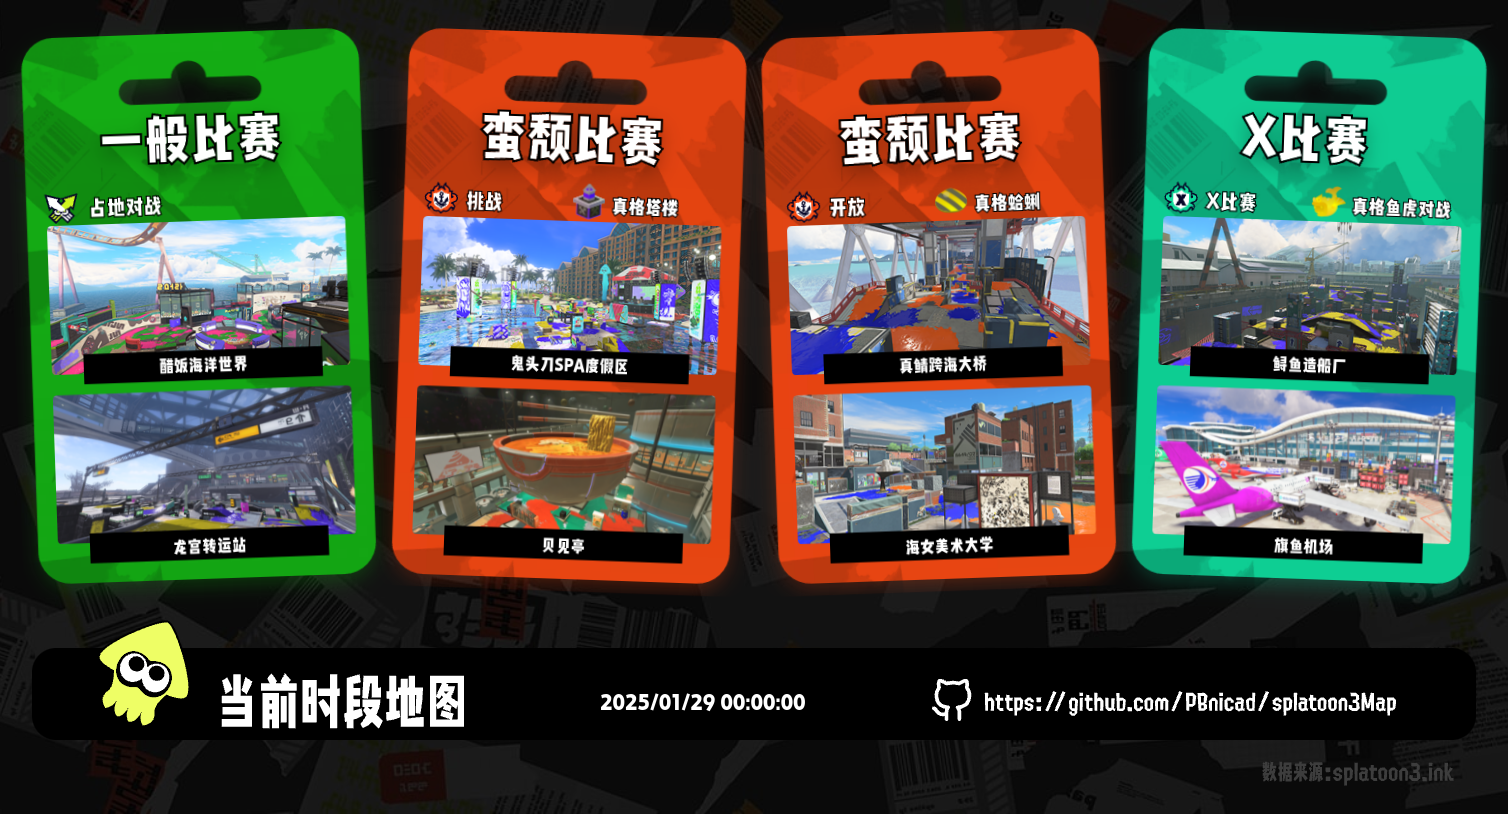 一般比赛
占地对战
醋饭海洋世界
龙宫转运站
蛮颓比赛
挑战
真格塔楼
鬼头刀SPA度假区
贝见亭
蛮颓比赛
开放
真格蛤蜊
真鲭跨海大桥
海女美术大学
X比赛
X比赛
真格鱼虎对战
鲟鱼造船厂
旗鱼机场
当前时段地图
2025/01/29 00:00:00
https://github.com/PBnicad/splatoon3Map
数据来源:splatoon3.ink